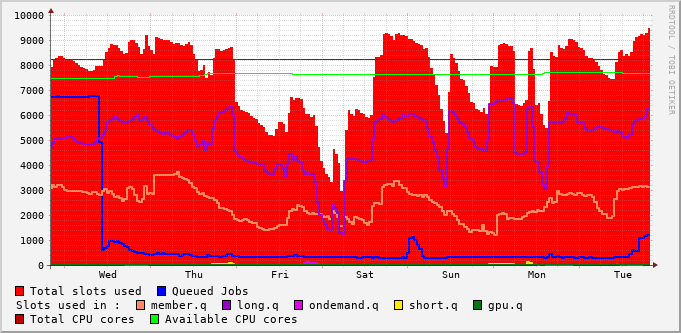 10000
9000
8000
7000
6000
5000
4000
3000
2000
1000
0
Wed Thu Fri Sat Sun Mon Tue
Total slots used Queued Jobs
Slots used in : member.q long.q ondemand.q short.q gpu.q
Total CPU cores Available CPU cores
RRDTOOL / TOBI OETIKER